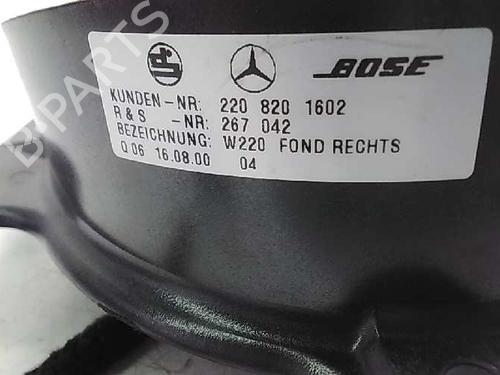 BOSE
KUNDEN-NR: 220 820 1602
R & S -NR: 267 042
BEZEICHNUNG: W220 FOND RECHTS
Q 06 16.08.00 04
B-PARTS